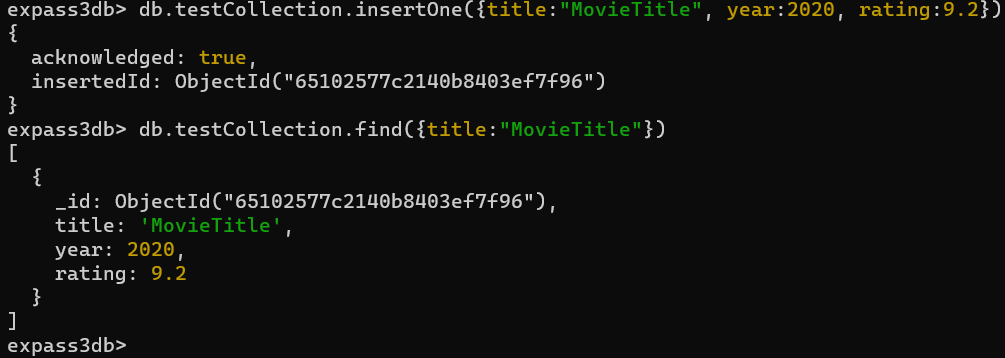 expass3db> db.testCollection.insertOne({title:"MovieTitle", year:2020, rating:9.2})
{
  acknowledged: true,
  insertedId: ObjectId("65102577c2140b8403ef7f96")
}
expass3db> db.testCollection.find({title:"MovieTitle"})
[
  {
    _id: ObjectId("65102577c2140b8403ef7f96"),
    title: 'MovieTitle',
    year: 2020,
    rating: 9.2
  }
]
expass3db>